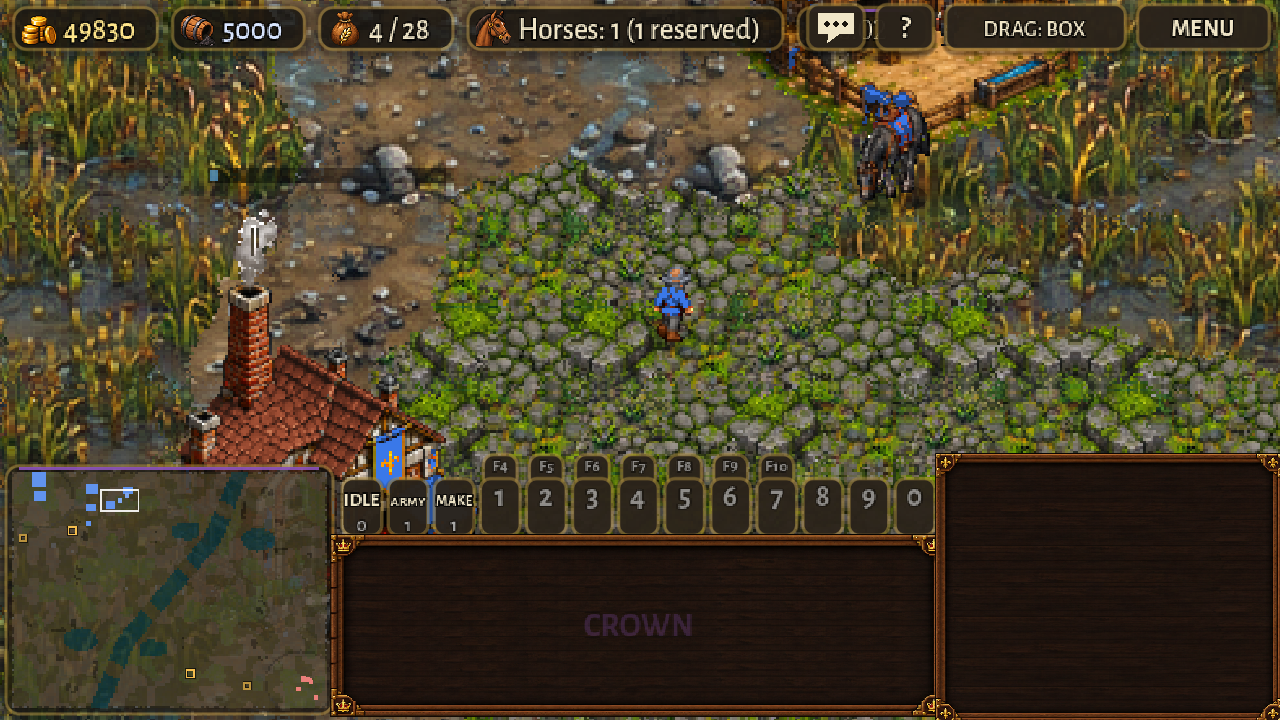 49830
5000
4 / 28
Horses: 1 (1 reserved)
?
DRAG: BOX
MENU
F4 F5 F6 F7 F8 F9 F10
IDLE ARMY MAKE 1 2 3 4 5 6 7 8 9 0
0 1 1
CROWN